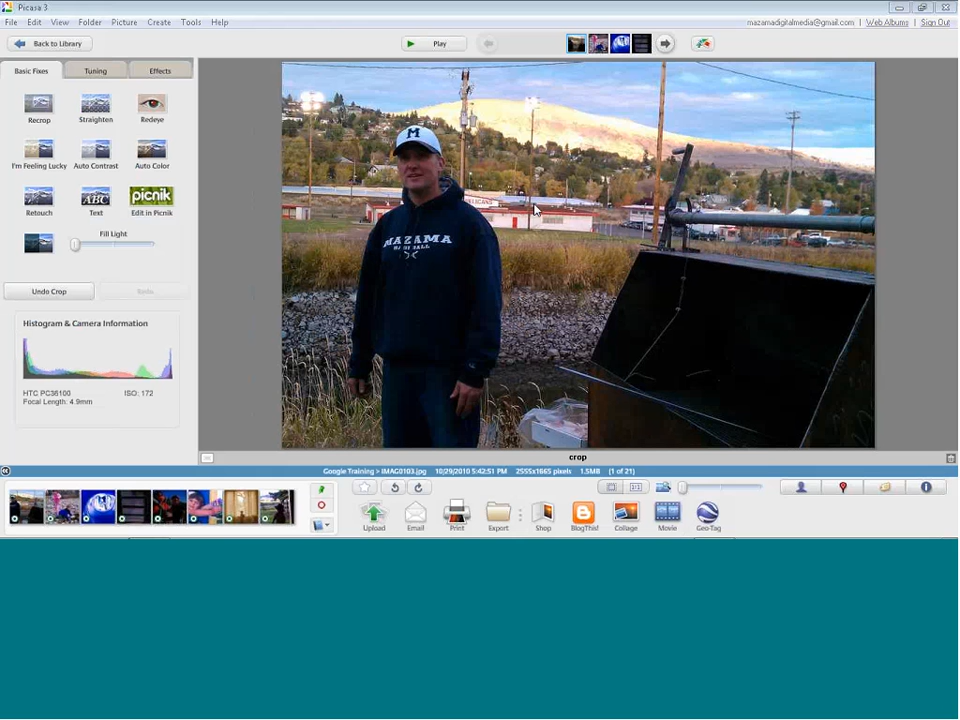 Picasa 3
File Edit View Folder Picture Create Tools Help
mazamadigitalmedia@gmail.com | Web Albums | Sign Out
Back to Library
Play
Basic Fixes Tuning Effects
Recrop Straighten Redeye
I'm Feeling Lucky Auto Contrast Auto Color
ABC picnik
Retouch Text Edit in Picnik
Fill Light
Undo Crop Redo
Histogram & Camera Information
HTC PC36100 ISO: 172
Focal Length: 4.9mm
M
MAZAMA
crop
Google Training > IMAG0103.jpg 10/29/2010 5:42:51 PM 2555x1665 pixels 1.5MB (1 of 21)
1:1
Upload Email Print Export Shop BlogThis! Collage Movie Geo-Tag